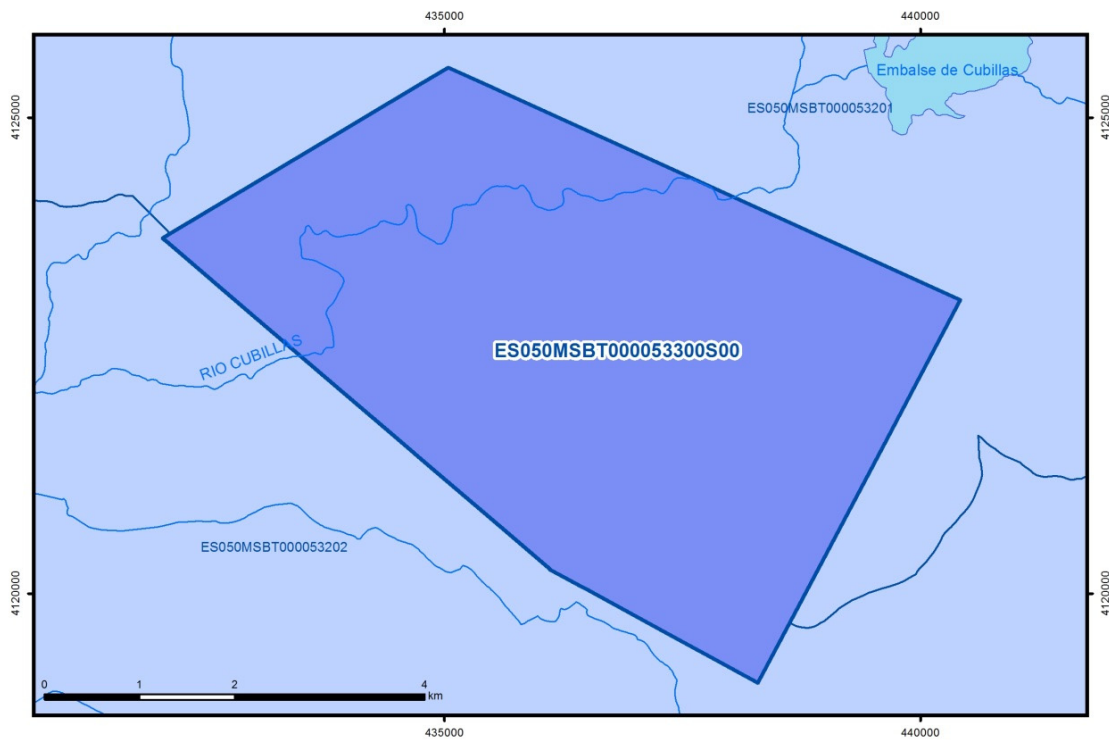 435000
440000
Embalse de Cubillas
ES050MSBT000053201
4125000
4125000
ES050MSBT000053300S00
RIO CUBILLAS
ES050MSBT000053202
4120000
4120000
0
1
2
4
km
435000
440000